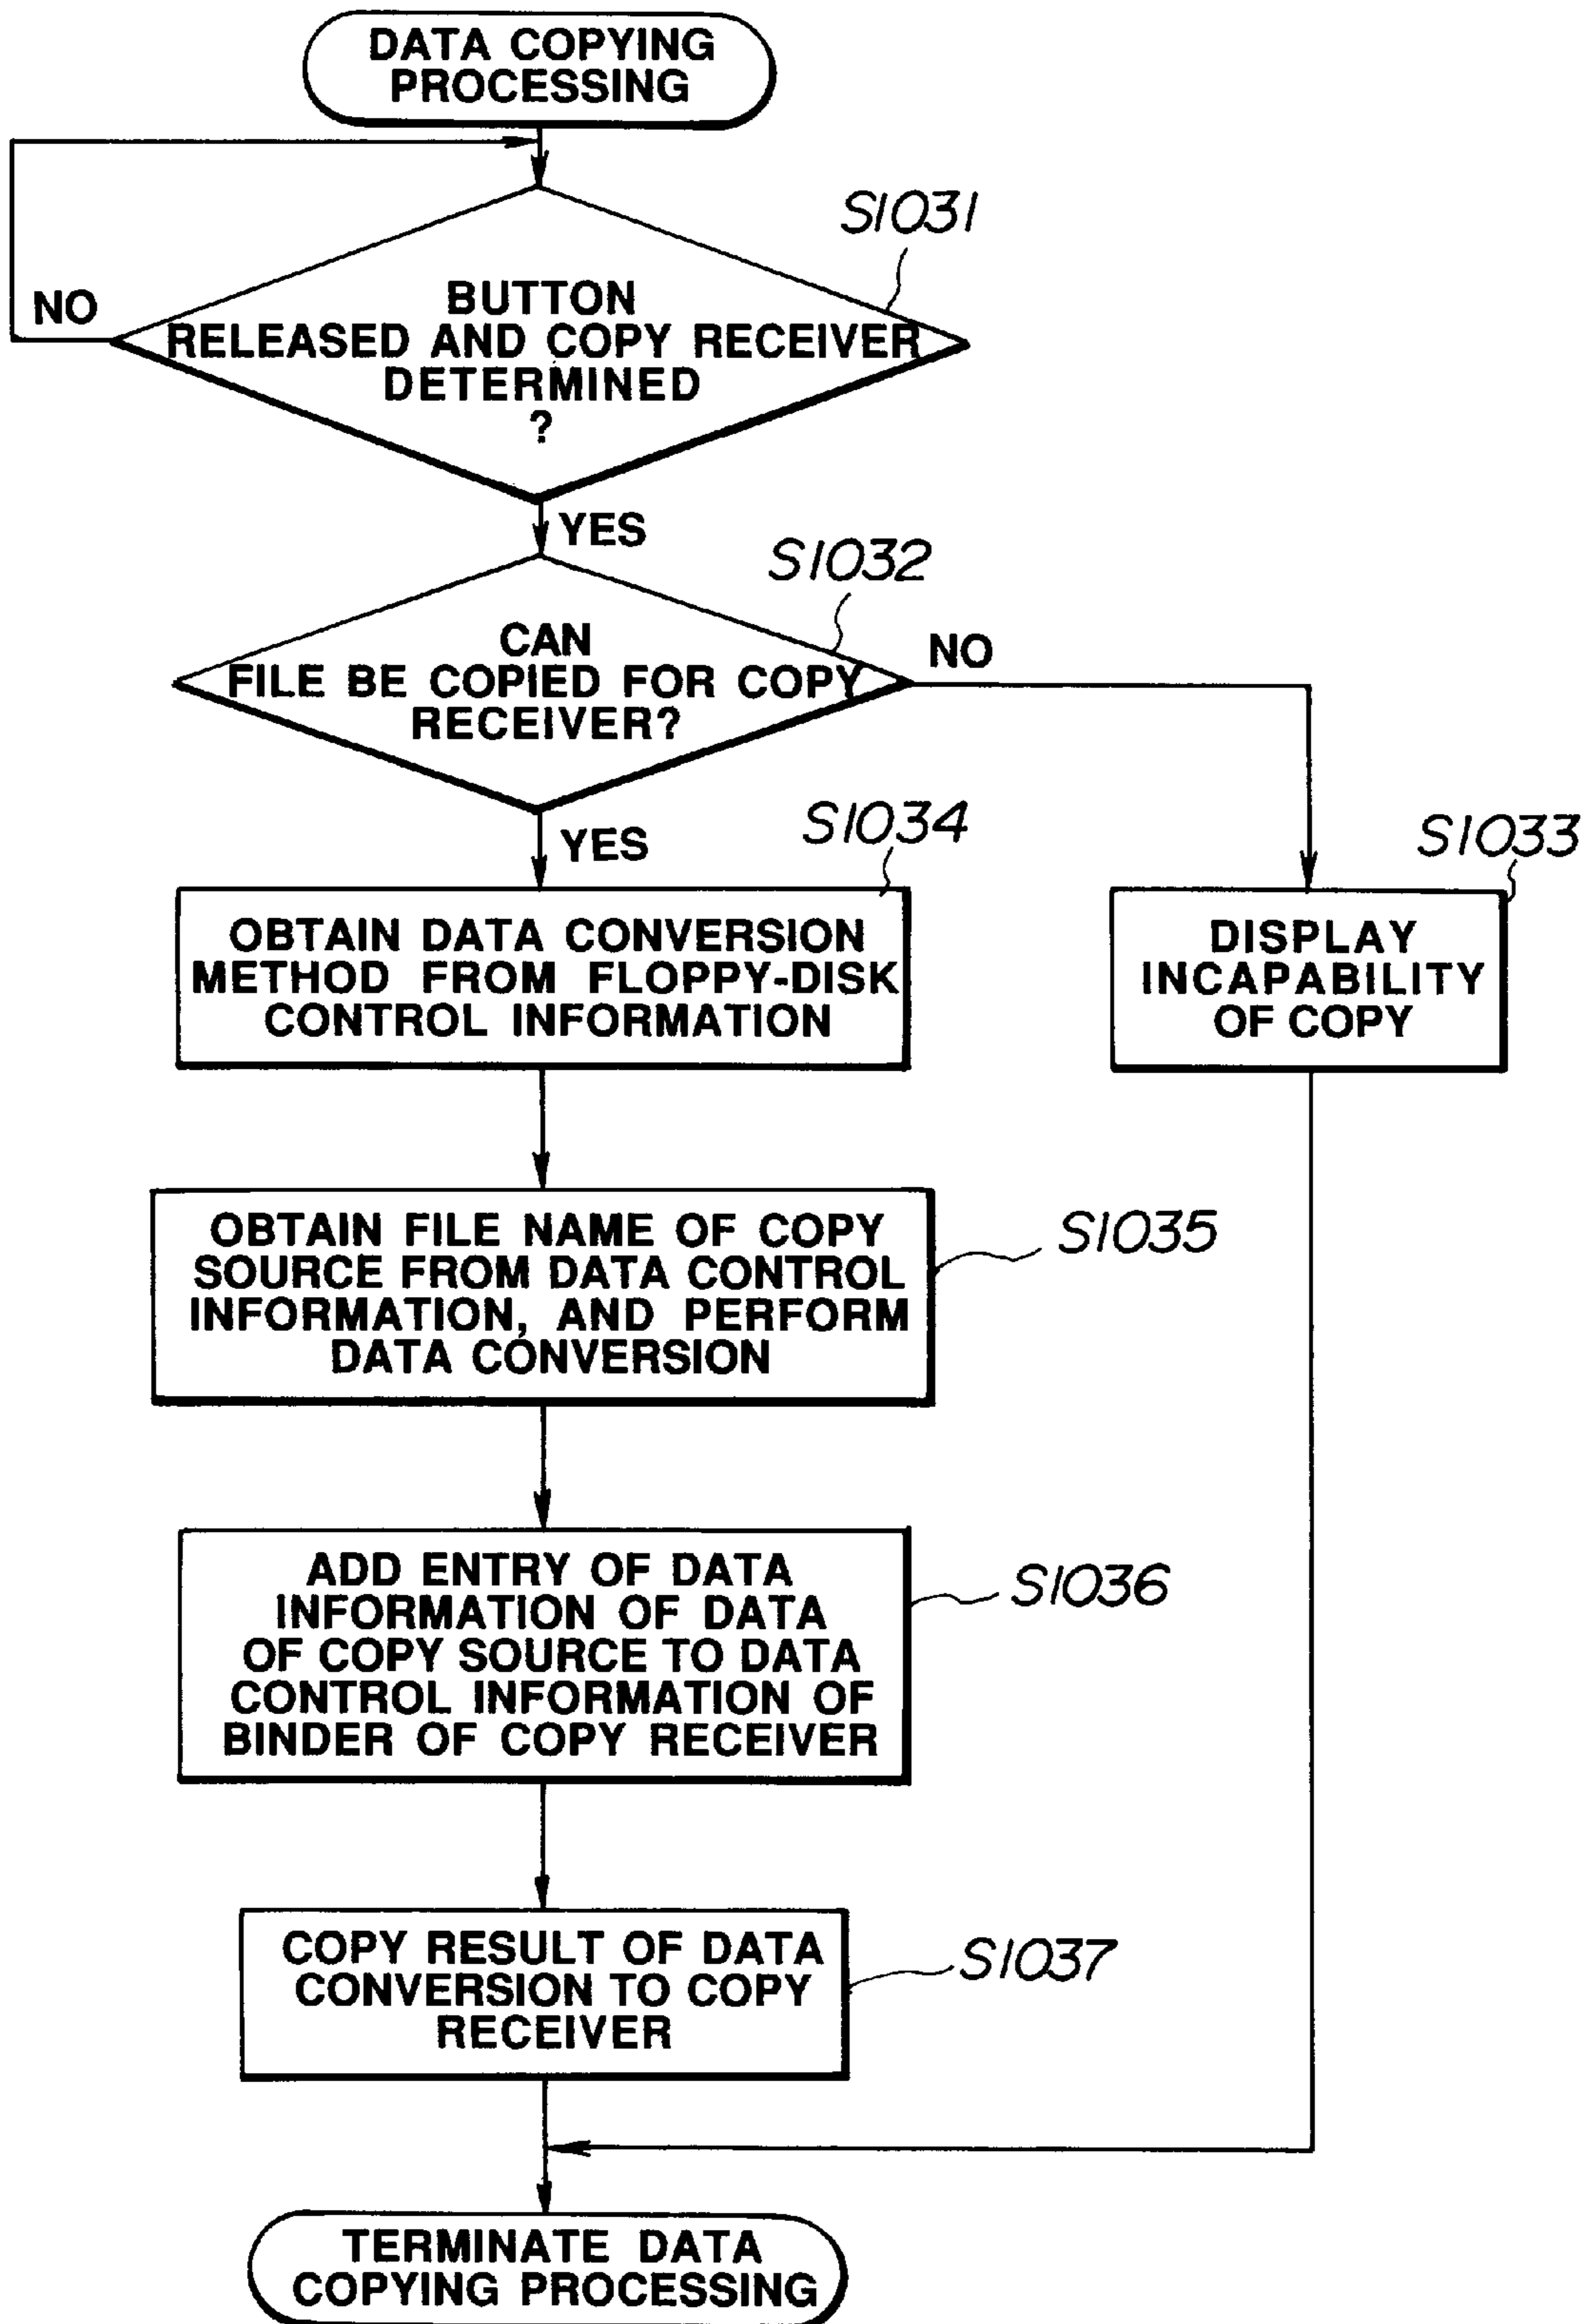 DATA COPYING
PROCESSING
S1031
NO
BUTTON
RELEASED AND COPY RECEIVER
DETERMINED
?
YES
S1032
CAN
FILE BE COPIED FOR COPY
RECEIVER?
NO
YES
S1034
S1033
OBTAIN DATA CONVERSION
METHOD FROM FLOPPY-DISK
CONTROL INFORMATION
DISPLAY
INCAPABILITY
OF COPY
OBTAIN FILE NAME OF COPY
SOURCE FROM DATA CONTROL
INFORMATION, AND PERFORM
DATA CONVERSION
S1035
ADD ENTRY OF DATA
INFORMATION OF DATA
OF COPY SOURCE TO DATA
CONTROL INFORMATION OF
BINDER OF COPY RECEIVER
S1036
COPY RESULT OF DATA
CONVERSION TO COPY
RECEIVER
S1037
TERMINATE DATA
COPYING PROCESSING